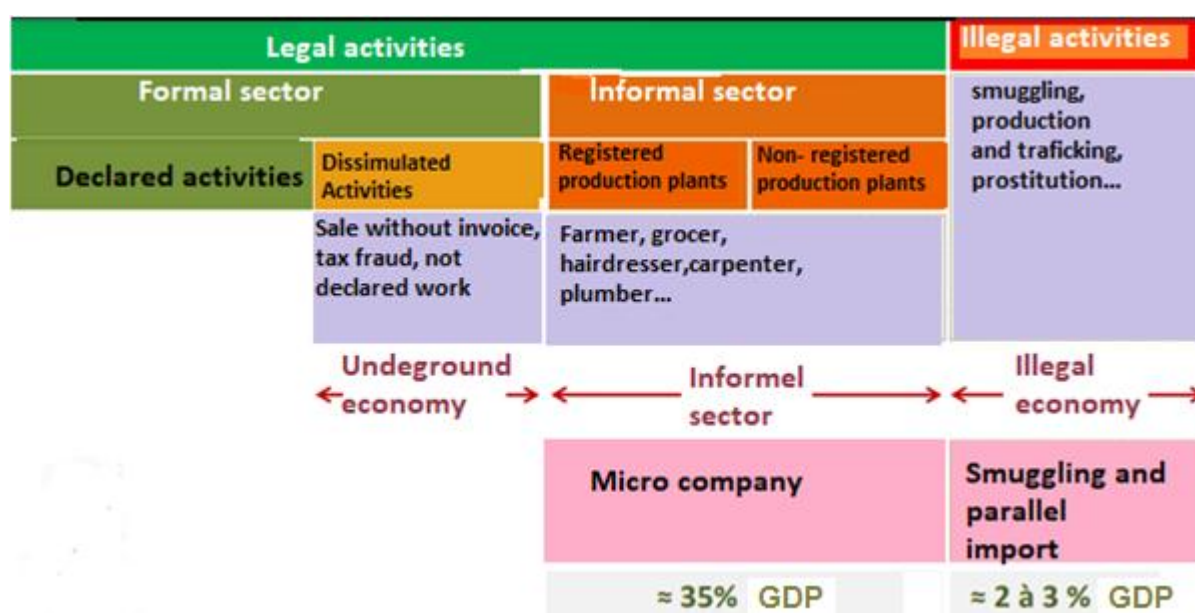 Legal activities
Illegal activities
Formal sector
Informal sector
smuggling,
production
and traficking,
prostitution...
Declared activities
Dissimulated
Activities
Registered
production plants
Non- registered
production plants
Sale without invoice,
tax fraud, not
declared work
Farmer, grocer,
hairdresser,carpenter,
plumber...
Undeground
economy
Informel
sector
Illegal
economy
Micro company
Smuggling and
parallel
import
≈ 35% GDP
≈ 2 à 3 % GDP